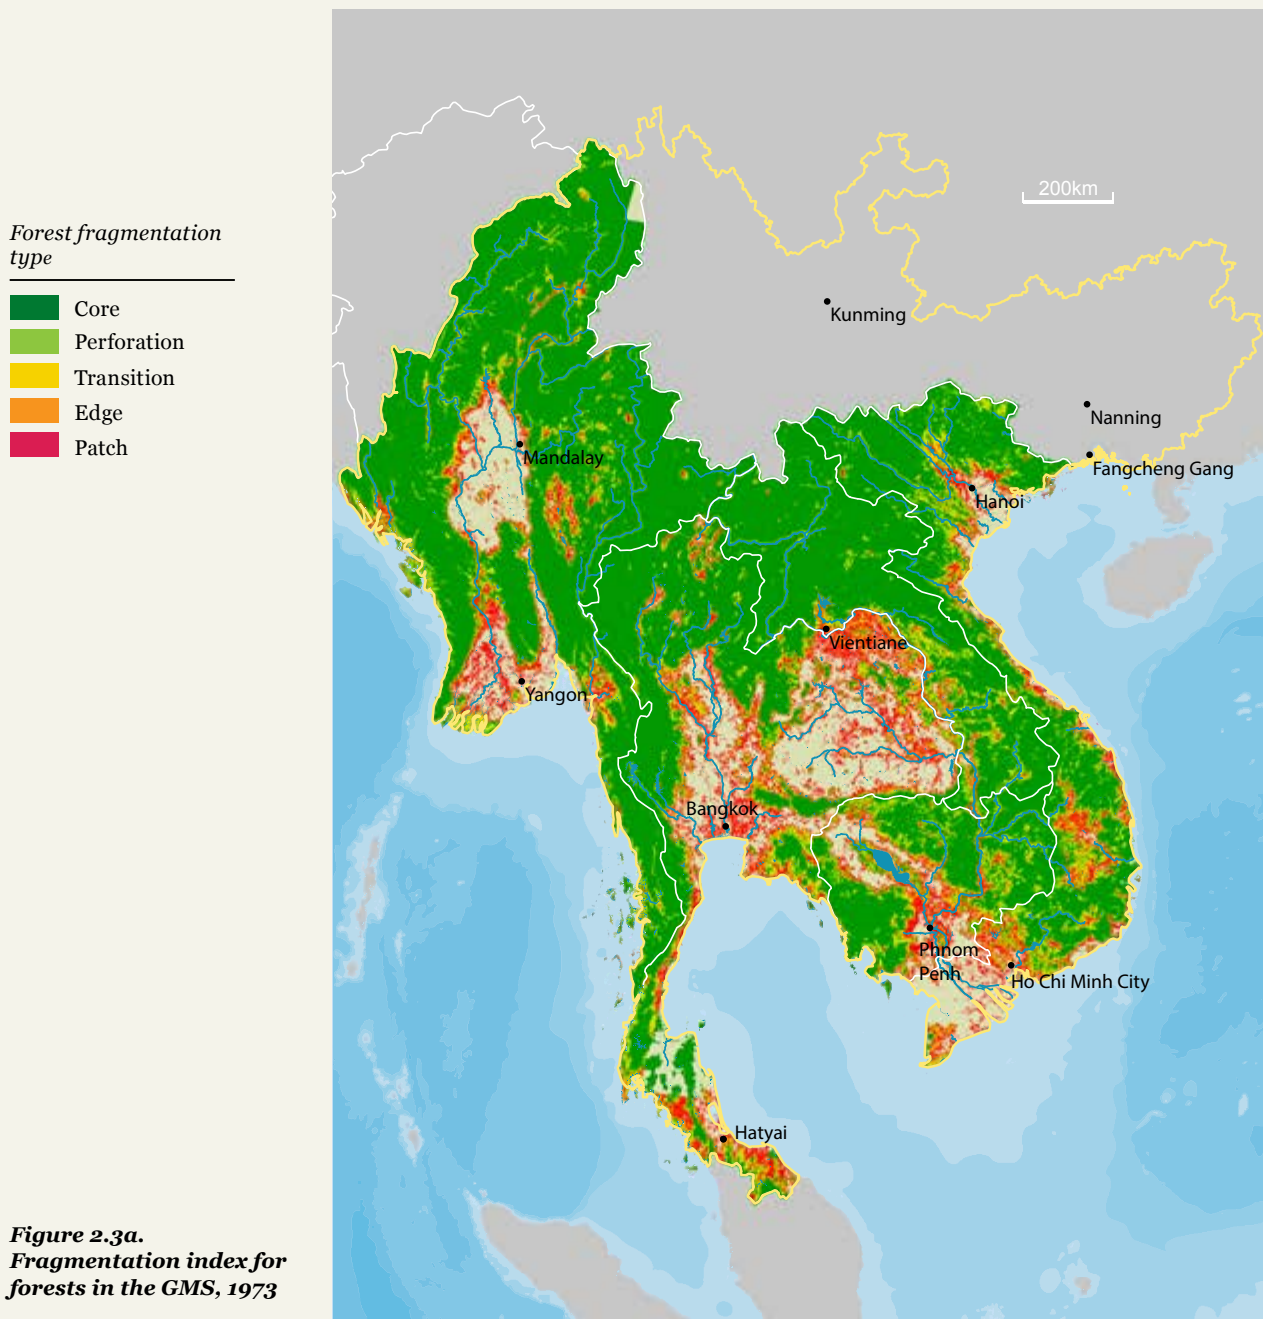 Forest fragmentation
type
Core
Perforation
Transition
Edge
Patch
200km
Kunming
Nanning
Fangcheng Gang
Mandalay
Hanoi
Vientiane
Yangon
Bangkok
Phnom
Penh
Ho Chi Minh City
Hatyai
Figure 2.3a.
Fragmentation index for
forests in the GMS, 1973